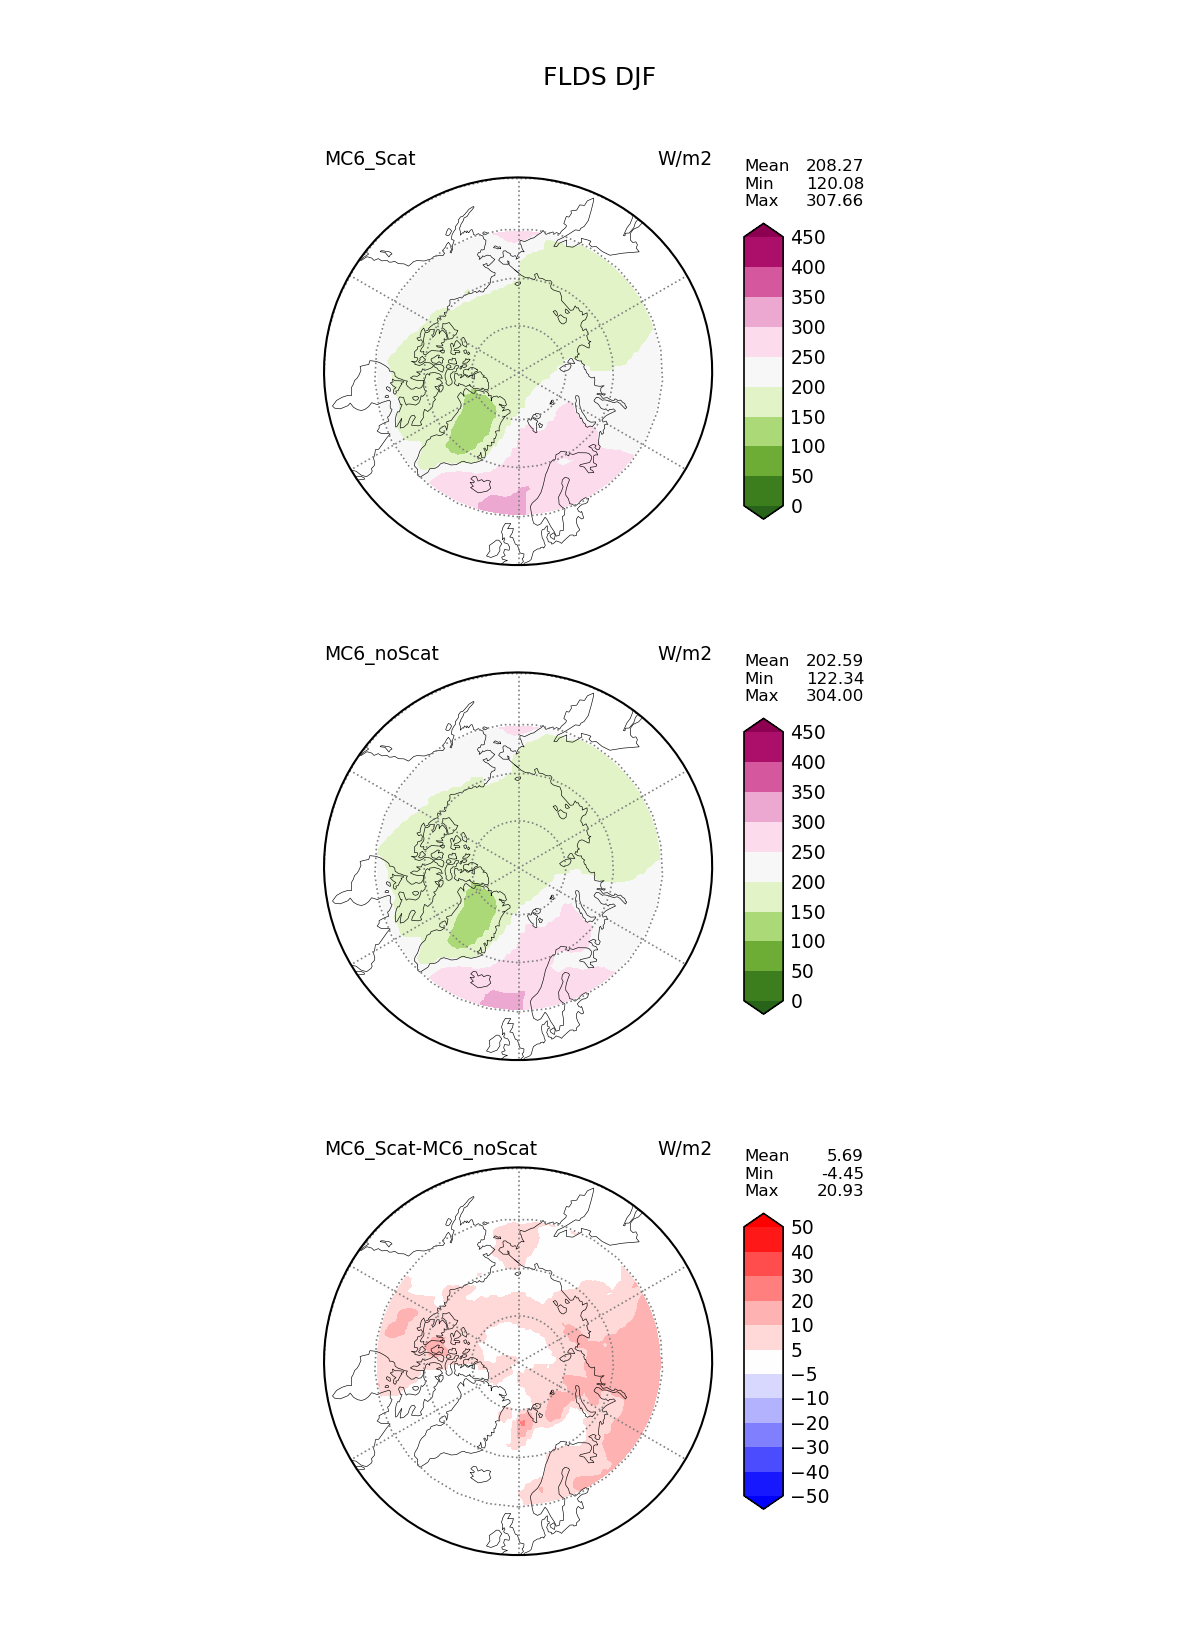 FLDS DJF
MC6_Scat W/m2
Mean 208.27
Min 120.08
Max 307.66
450
400
350
300
250
200
150
100
50
0
MC6_noScat W/m2
Mean 202.59
Min 122.34
Max 304.00
450
400
350
300
250
200
150
100
50
0
MC6_Scat-MC6_noScat W/m2
Mean 5.69
Min -4.45
Max 20.93
50
40
30
20
10
5
−5
−10
−20
−30
−40
−50